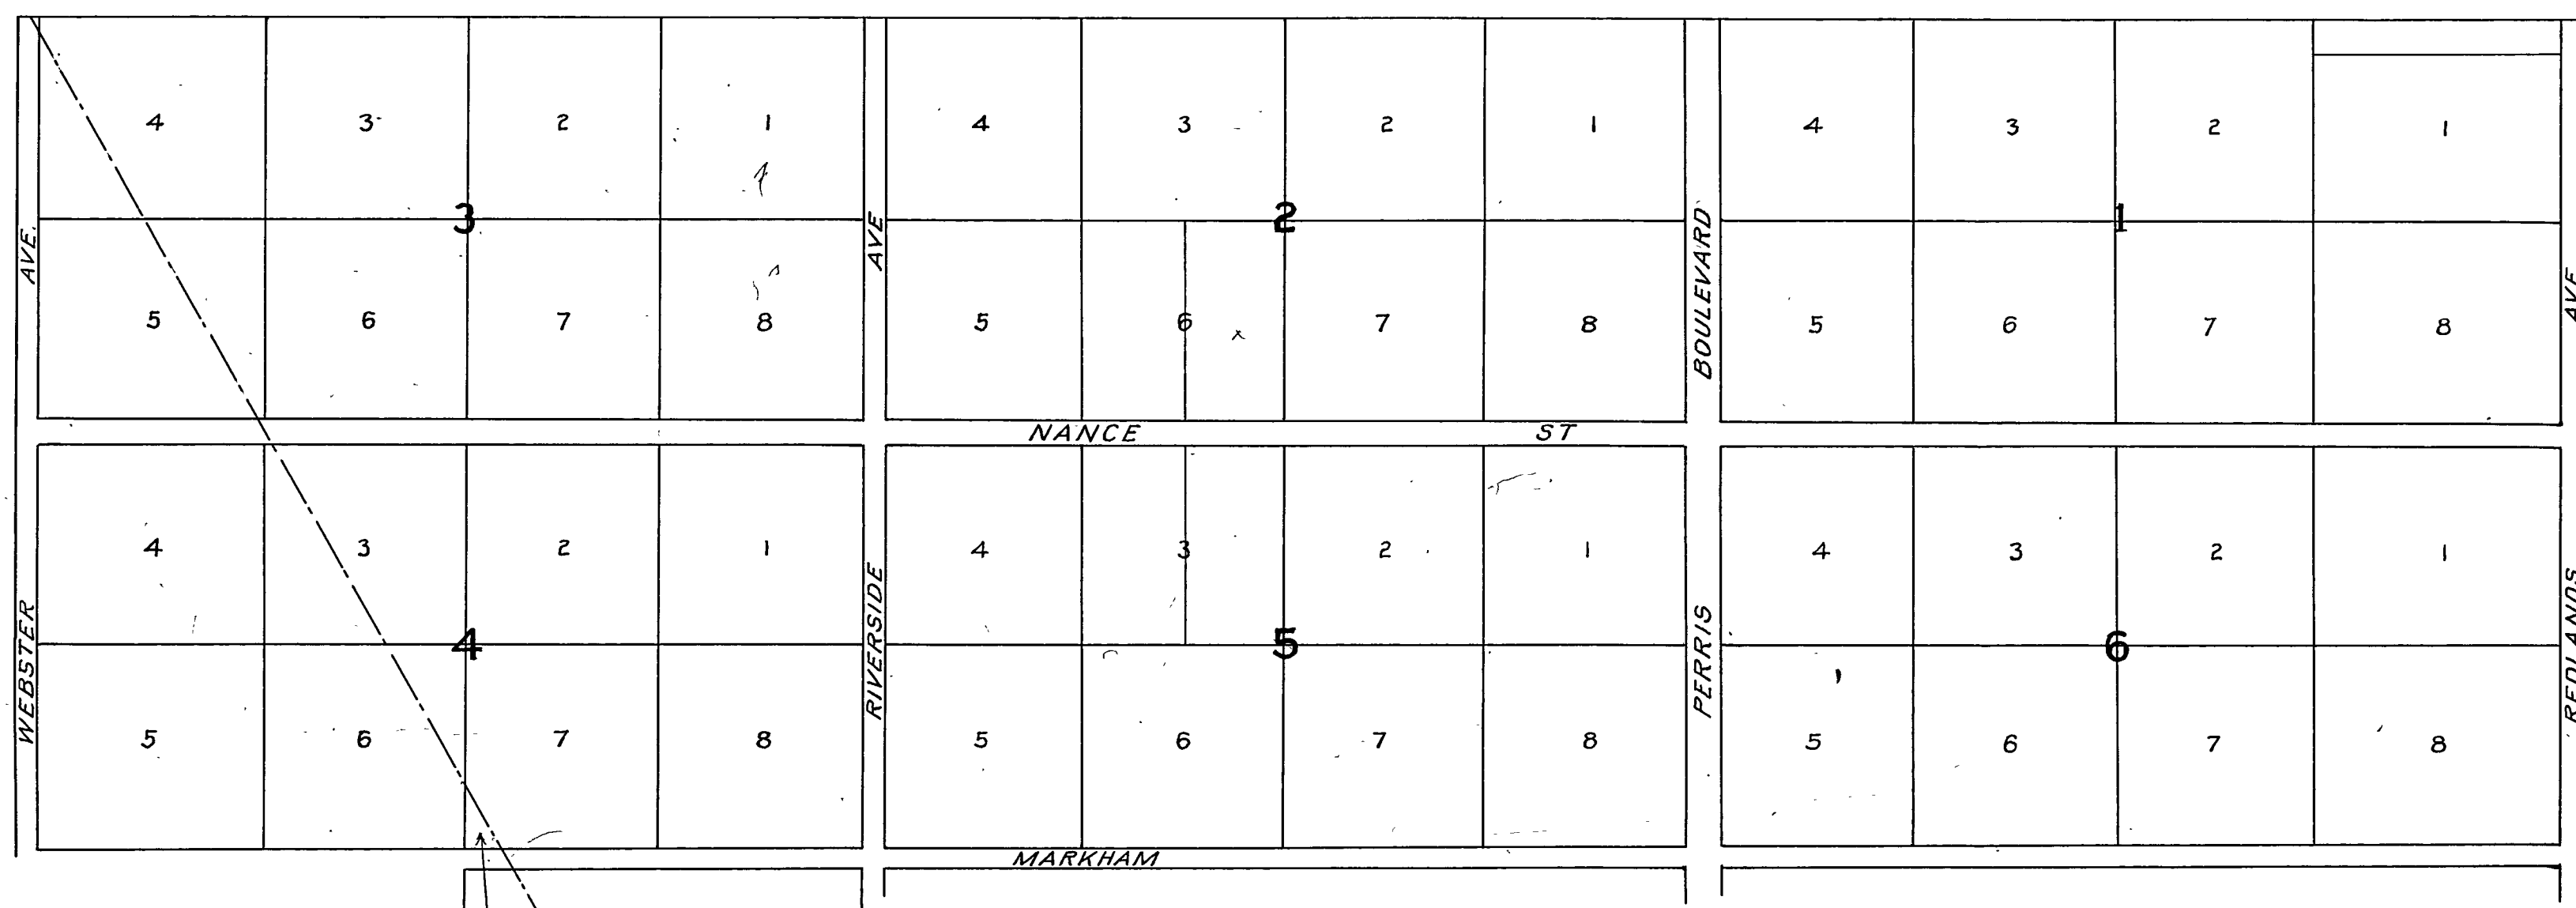 4 3 2 1 4 3 2 1 4 3 2 1
3 2 1
5 6 7 8 5 6 7 8 5 6 7 8
WEBSTER AVE.
RIVERSIDE AVE
PERRIS BOULEVARD
REDLANDS AVE
NANCE ST
4 3 2 1 4 3 2 1 4 3 2 1
4 5 6
5 6 7 8 5 6 7 8 5 6 7 8
MARKHAM